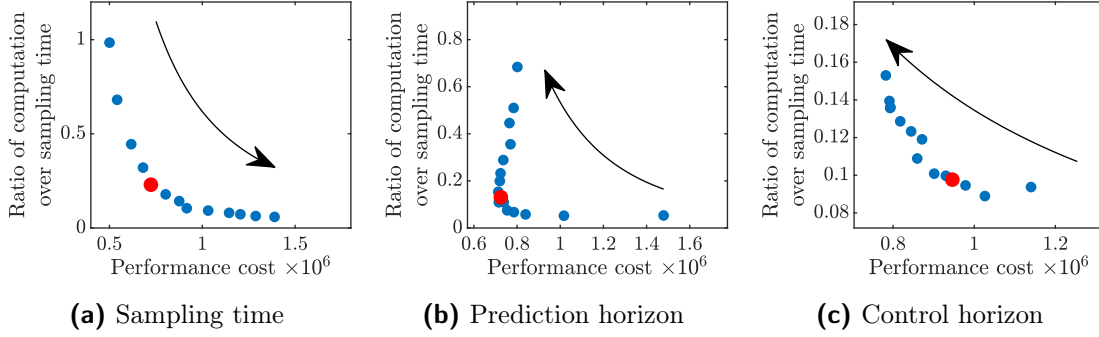 Ratio of computation
over sampling time
1
0.5
0
0.5
1
1.5
Performance cost ×10^6
(a) Sampling time
Ratio of computation
over sampling time
0.8
0.6
0.4
0.2
0
0.6
0.8
1
1.2
1.4
1.6
Performance cost ×10^6
(b) Prediction horizon
Ratio of computation
over sampling time
0.18
0.16
0.14
0.12
0.1
0.08
0.8
1
1.2
Performance cost ×10^6
(c) Control horizon